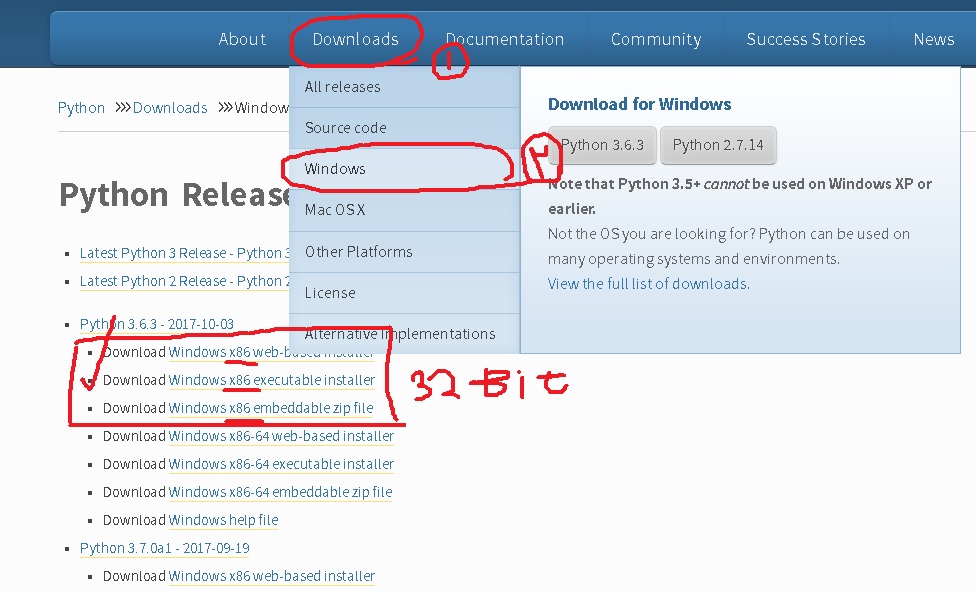 About Downloads Documentation Community Success Stories News
1
All releases
Source code
Windows
Mac OS X
Other Platforms
License
Alternative Implementations
Download for Windows
Python 3.6.3 Python 2.7.14
Note that Python 3.5+ cannot be used on Windows XP or
earlier.
Not the OS you are looking for? Python can be used on
many operating systems and environments.
View the full list of downloads.
Python >>> Downloads >>> Window
Python Release
Latest Python 3 Release - Python 3
Latest Python 2 Release - Python 2
Python 3.6.3 - 2017-10-03
Download Windows x86 web-based installer
Download Windows x86 executable installer
Download Windows x86 embeddable zip file
32-Bit
Download Windows x86-64 web-based installer
Download Windows x86-64 executable installer
Download Windows x86-64 embeddable zip file
Download Windows help file
Python 3.7.0a1 - 2017-09-19
Download Windows x86 web-based installer